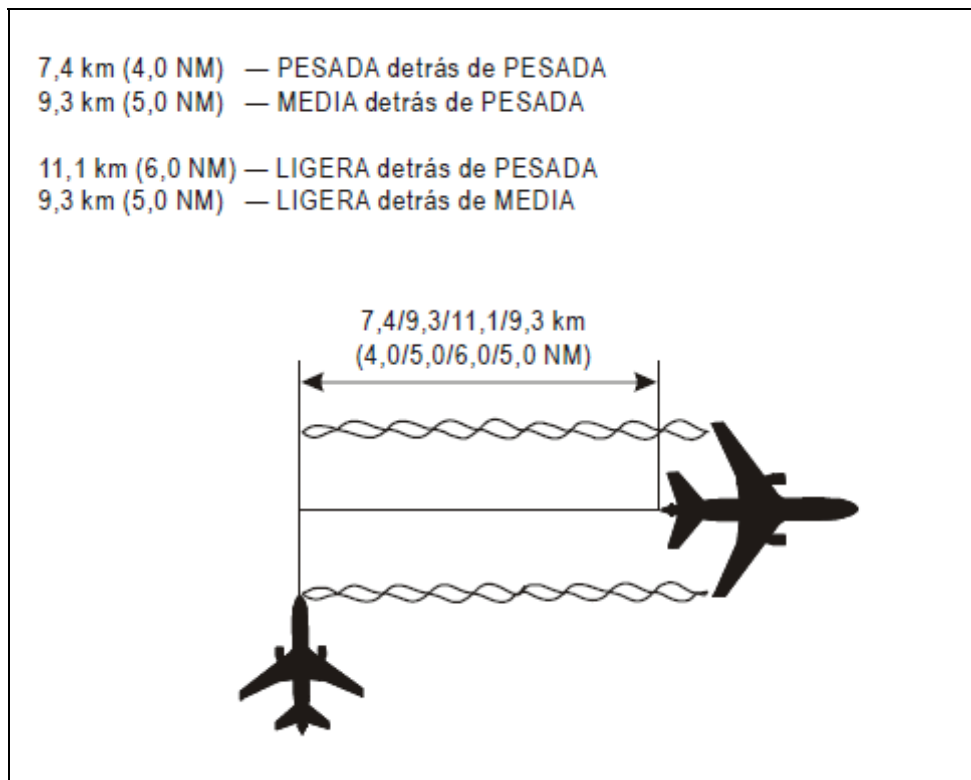 7,4 km (4,0 NM) — PESADA detrás de PESADA
9,3 km (5,0 NM) — MEDIA detrás de PESADA
11,1 km (6,0 NM) — LIGERA detrás de PESADA
9,3 km (5,0 NM) — LIGERA detrás de MEDIA
7,4/9,3/11,1/9,3 km
(4,0/5,0/6,0/5,0 NM)